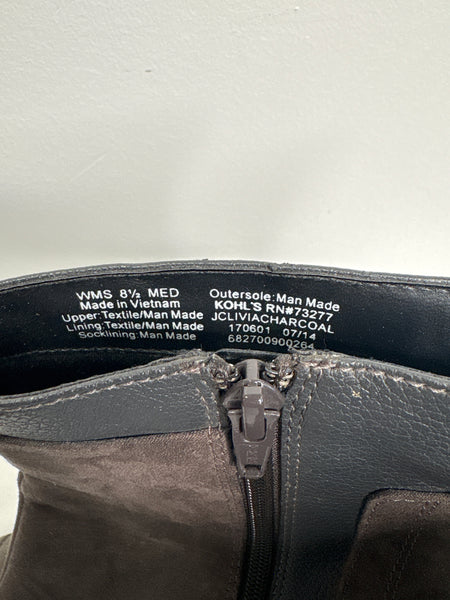 WMS 8½ MED
Made in Vietnam
Upper:Textile/Man Made
Lining:Textile/Man Made
Socklining:Man Made
Outersole:Man Made
KOHL'S RN#73277
JCLIVIACHARCOAL
170601 07/14
682700900264